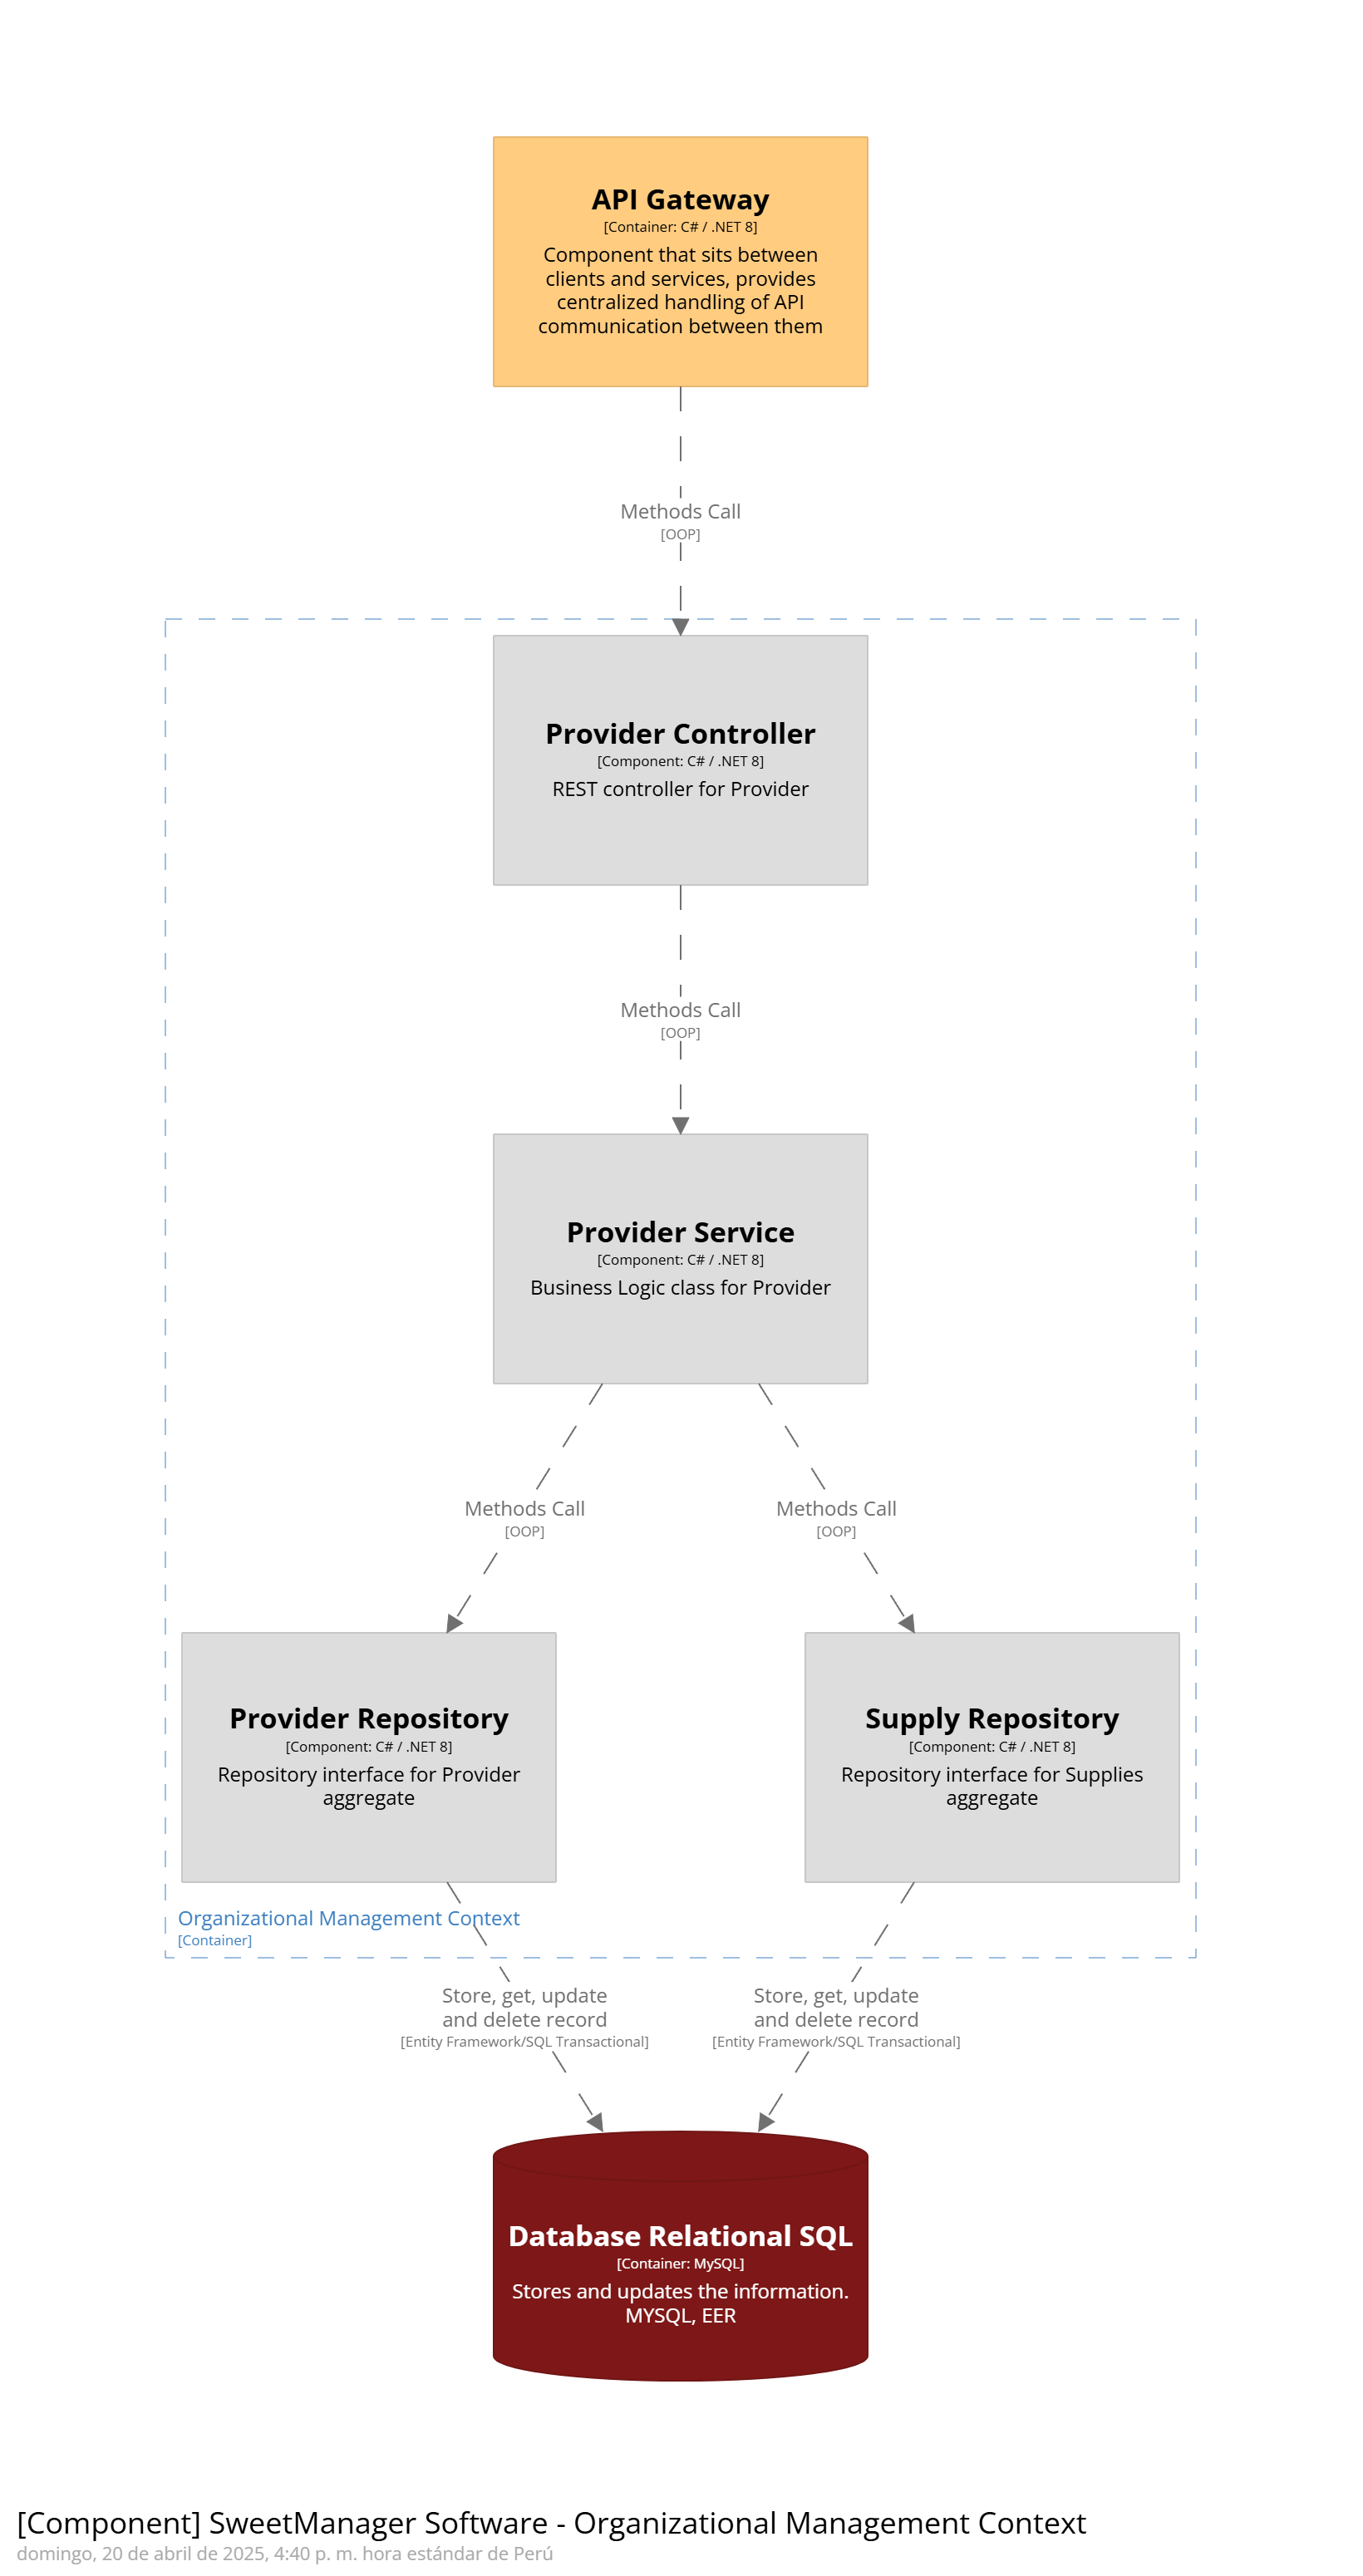 API Gateway
[Container: C# / .NET 8]
Component that sits between
clients and services, provides
centralized handling of API
communication between them
Methods Call
[OOP]
Provider Controller
[Component: C# / .NET 8]
REST controller for Provider
Methods Call
[OOP]
Provider Service
[Component: C# / .NET 8]
Business Logic class for Provider
Methods Call
[OOP]
Methods Call
[OOP]
Provider Repository
[Component: C# / .NET 8]
Repository interface for Provider
aggregate
Supply Repository
[Component: C# / .NET 8]
Repository interface for Supplies
aggregate
Organizational Management Context
[Container]
Store, get, update
and delete record
[Entity Framework/SQL Transactional]
Store, get, update
and delete record
[Entity Framework/SQL Transactional]
Database Relational SQL
[Container: MySQL]
Stores and updates the information.
MYSQL, EER
[Component] SweetManager Software - Organizational Management Context
domingo, 20 de abril de 2025, 4:40 p. m. hora estándar de Perú